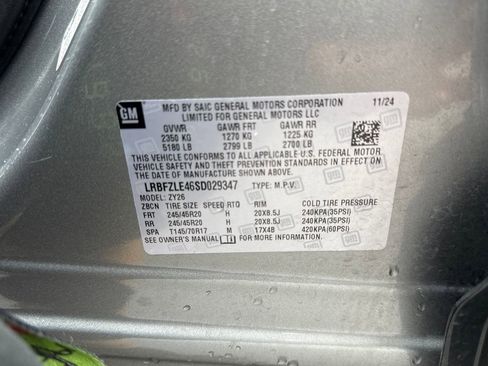 GM
MFD BY SAIC GENERAL MOTORS CORPORATION 11/24
LIMITED FOR GENERAL MOTORS LLC
GVWR GAWR FRT GAWR RR
2350 KG 1270 KG 1225 KG
5180 LB 2799 LB 2700 LB
THIS VEHICLE CONFORMS TO ALL APPLICABLE U.S. FEDERAL MOTOR
VEHICLE SAFETY AND THEFT PREVENTION STANDARDS IN EFFECT ON
THE DATE OF MANUFACTURE SHOWN ABOVE.
LRBFZLE46SD029347 TYPE: M.P.V.
MODEL: ZY26
ZBCN TIRE SIZE SPEED RTG RIM COLD TIRE PRESSURE
FRT 245/45R20 H 20X8.5J 240KPA(35PSI)
RR 245/45R20 H 20X8.5J 240KPA(35PSI)
SPA T145/70R17 M 17X4B 420KPA(60PSI)
SEE OWNER'S MANUAL FOR MORE INFORMATION.